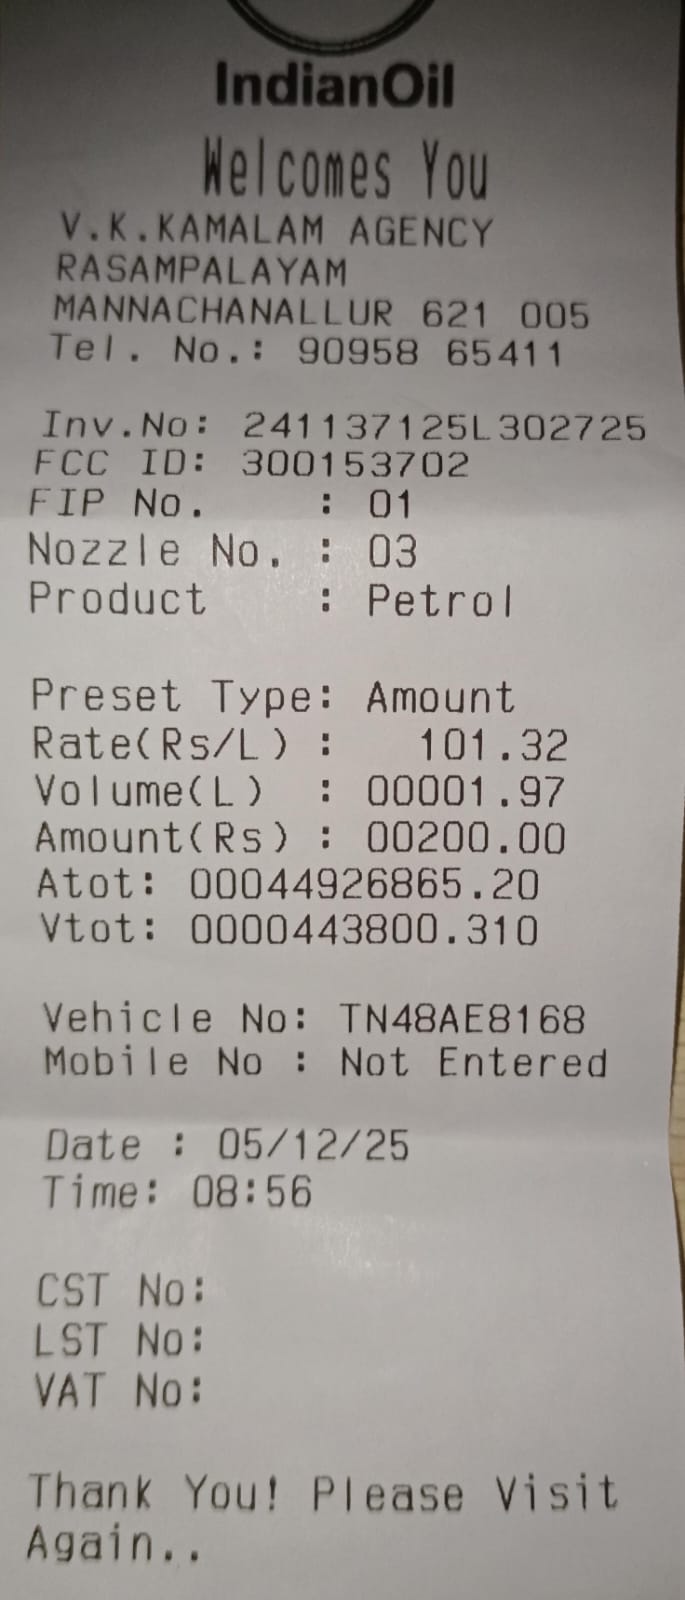 IndianOil
Welcomes You
V.K.KAMALAM AGENCY
RASAMPALAYAM
MANNACHANALLUR 621 005
Tel. No.: 90958 65411
Inv.No: 241137125L302725
FCC ID: 300153702
FIP No. : 01
Nozzle No. : 03
Product : Petrol
Preset Type: Amount
Rate(Rs/L) : 101.32
Volume(L) : 00001.97
Amount(Rs) : 00200.00
Atot: 00044926865.20
Vtot: 0000443800.310
Vehicle No: TN48AE8168
Mobile No : Not Entered
Date : 05/12/25
Time: 08:56
CST No:
LST No:
VAT No:
Thank You! Please Visit
Again..